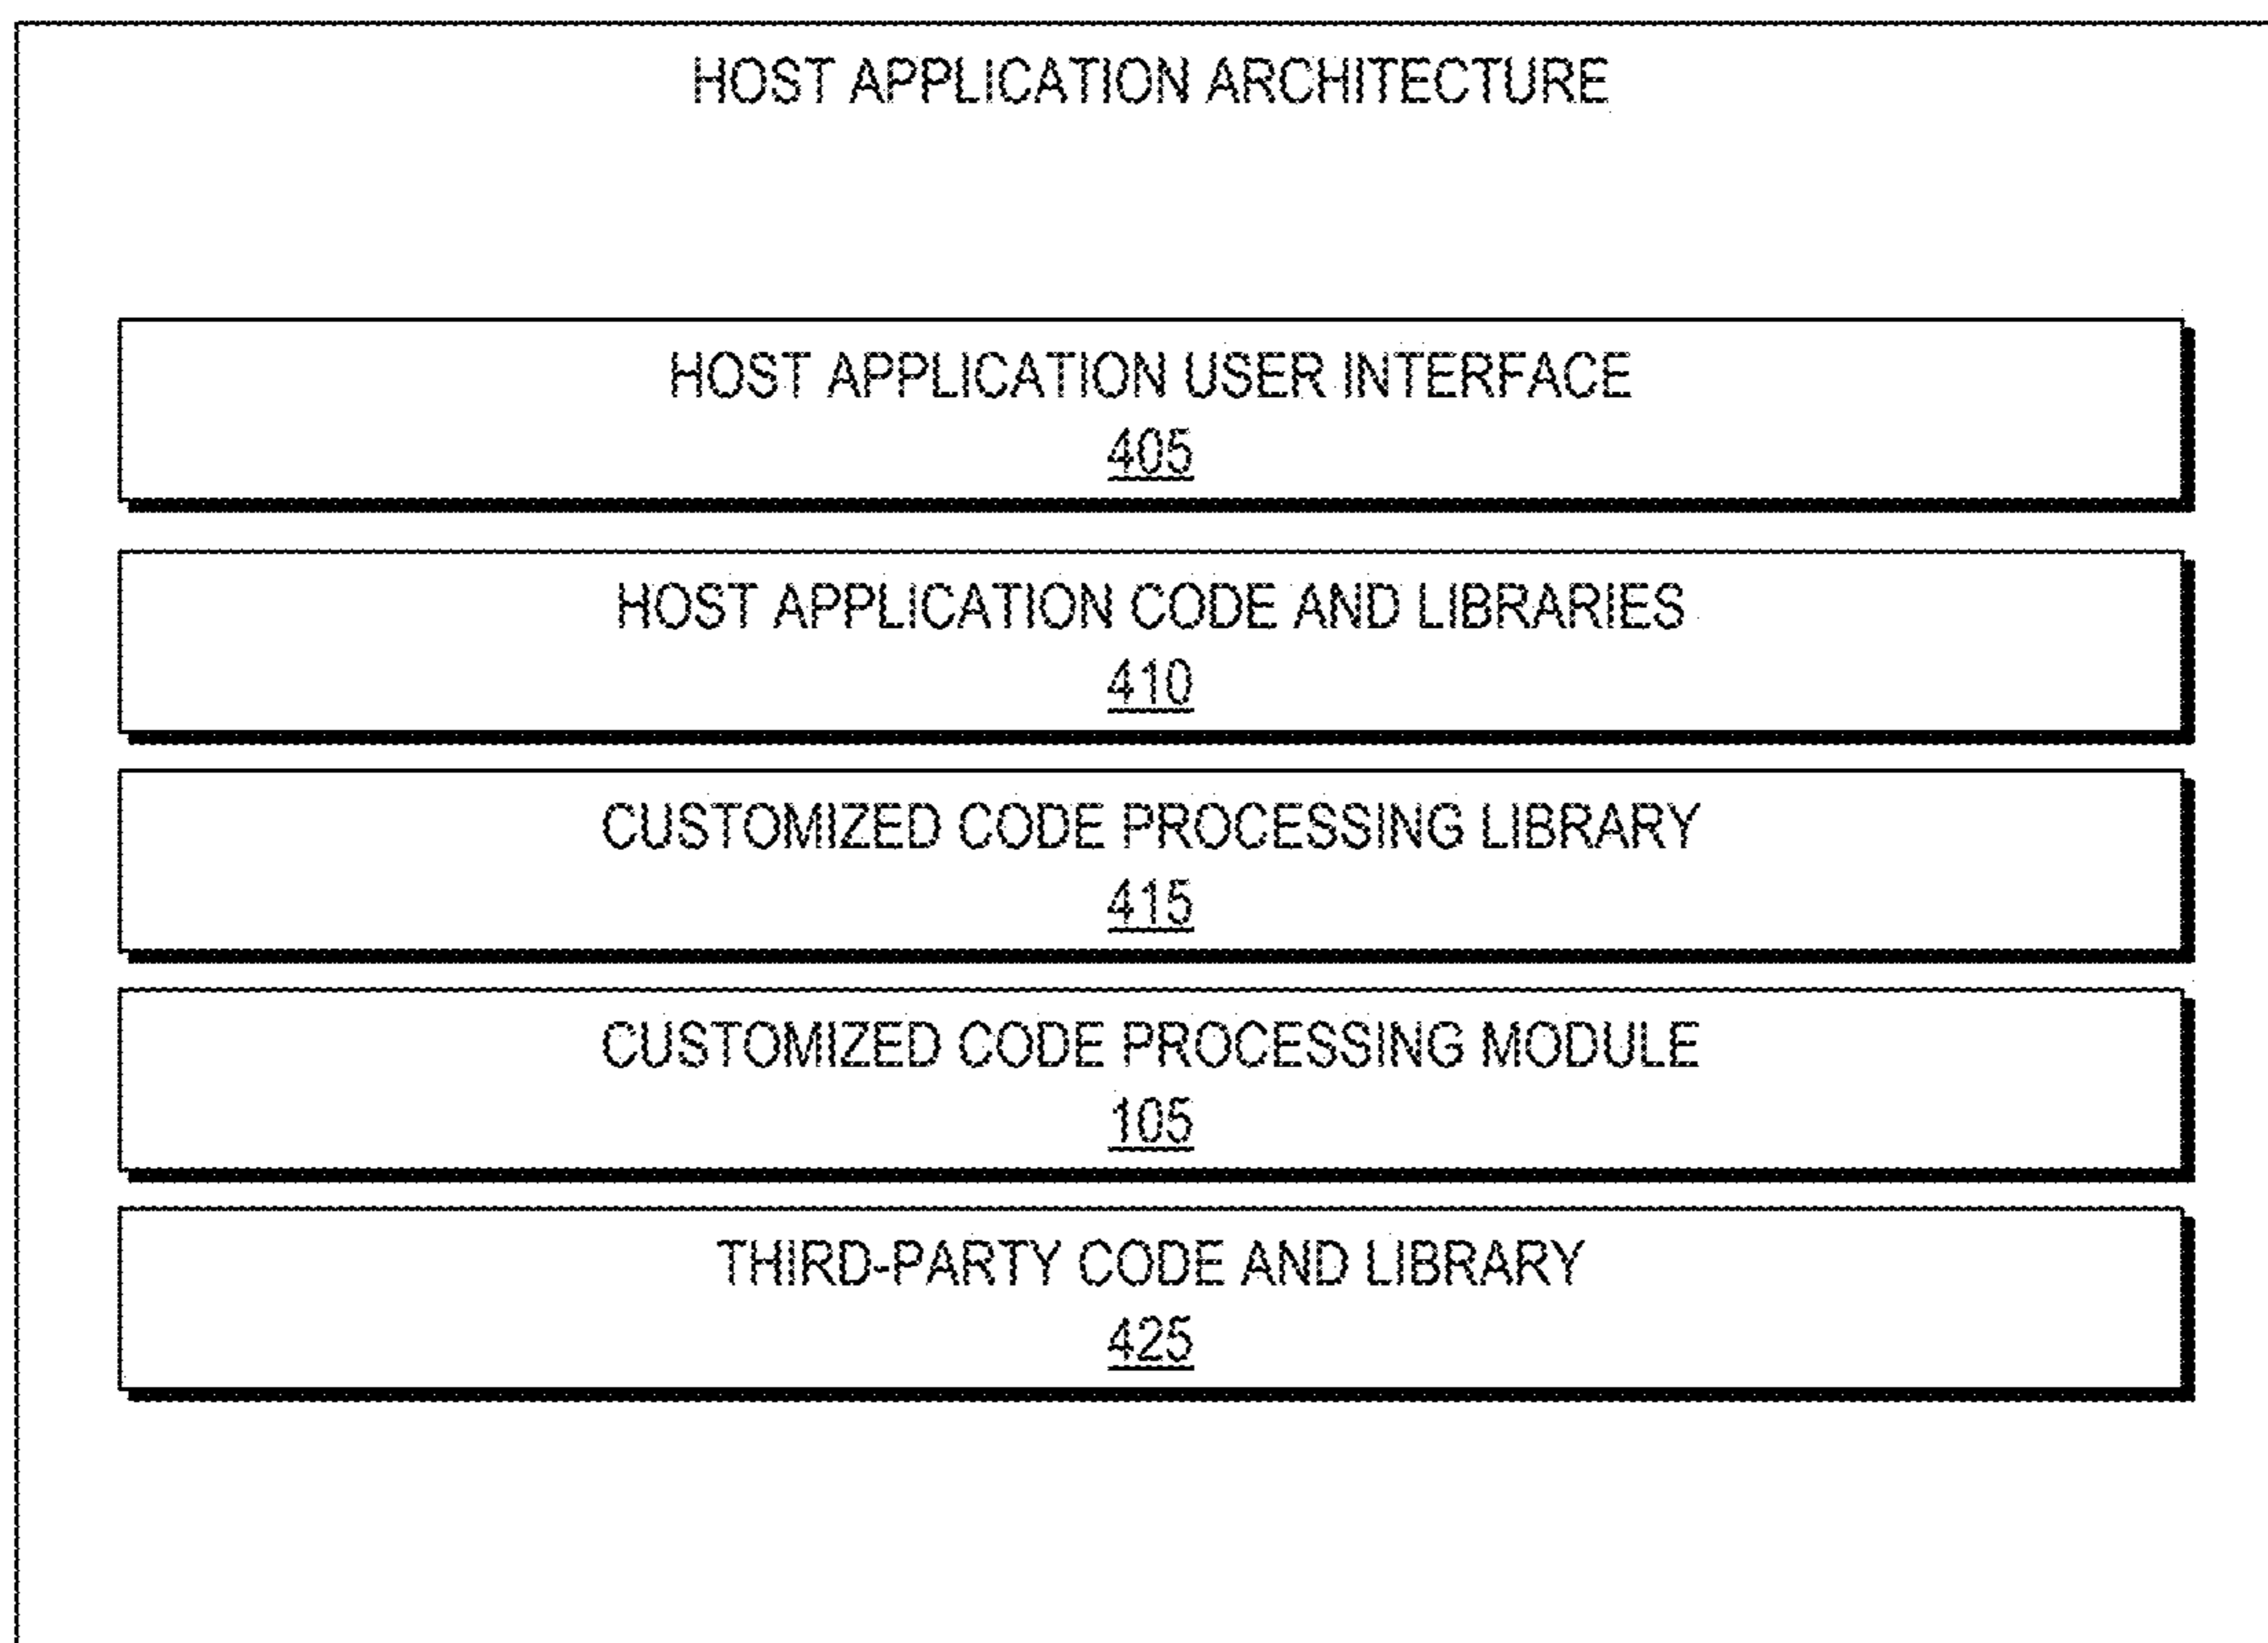 HOST APPLICATION ARCHITECTURE
HOST APPLICATION USER INTERFACE
405
HOST APPLICATION CODE AND LIBRARIES
410
CUSTOMIZED CODE PROCESSING LIBRARY
415
CUSTOMIZED CODE PROCESSING MODULE
105
THIRD-PARTY CODE AND LIBRARY
425